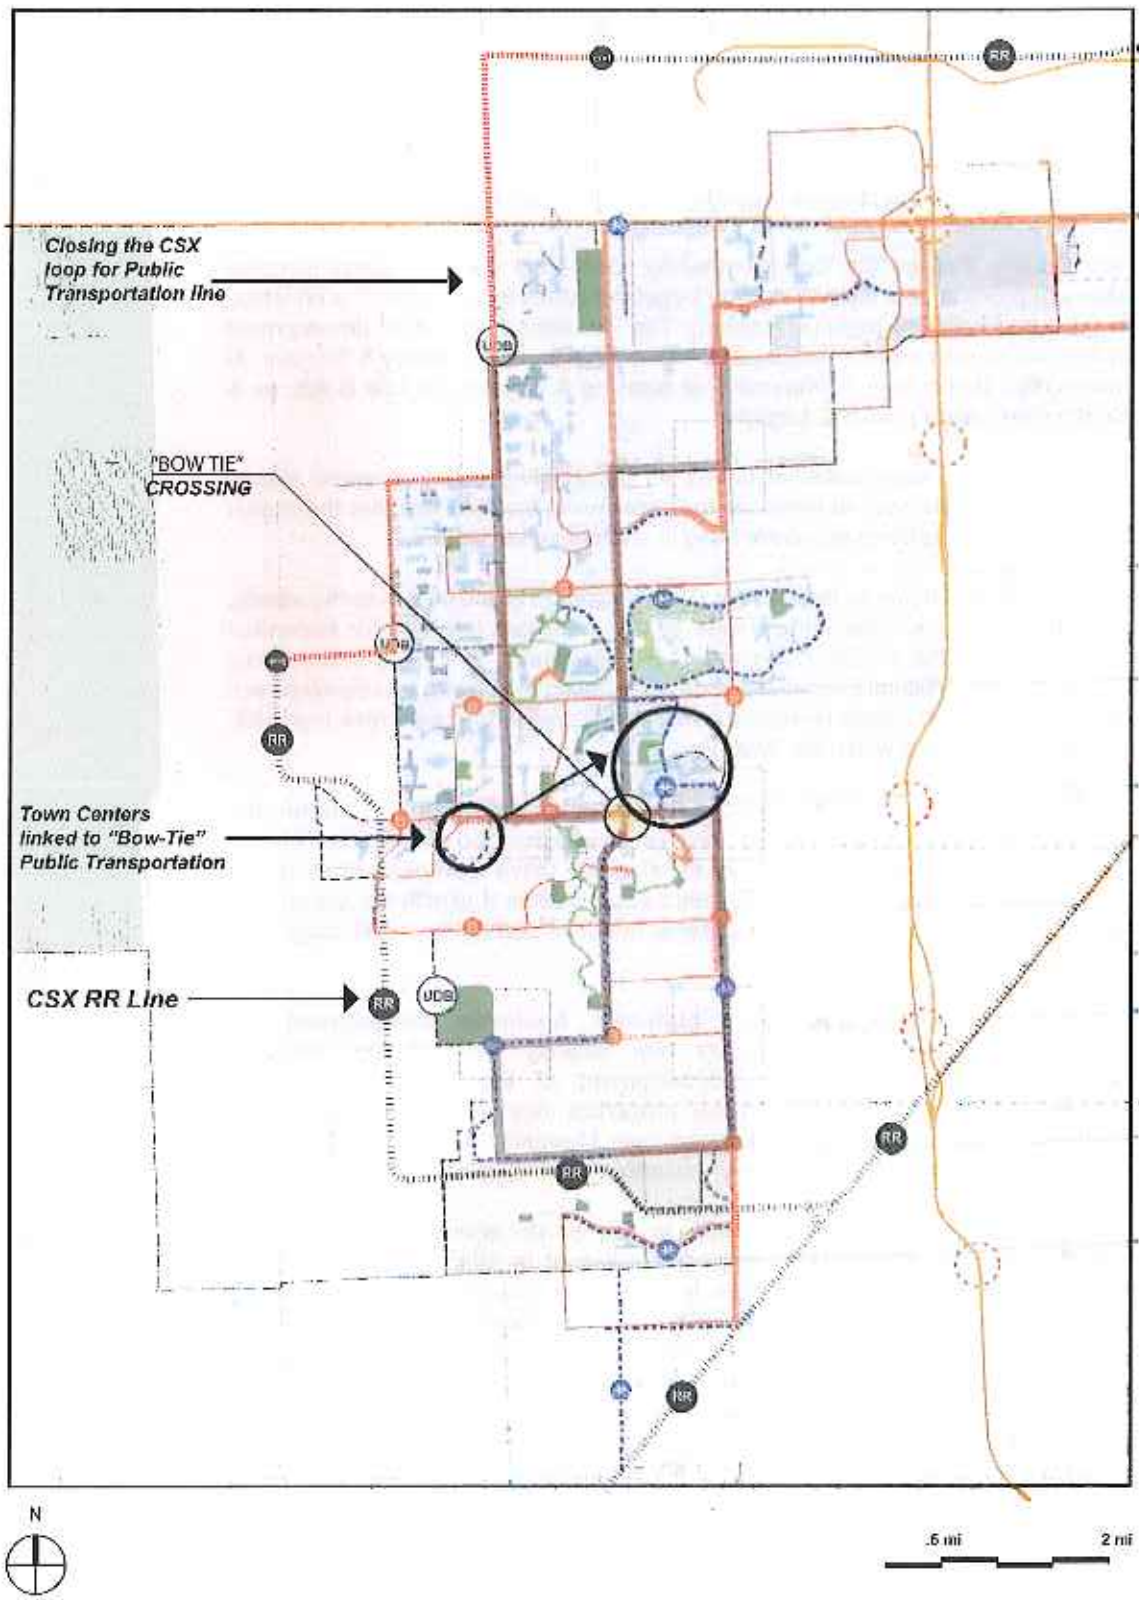 RR
Closing the CSX
loop for Public
Transportation line
UDB
"BOW TIE"
CROSSING
UDB
RR
Town Centers
linked to "Bow-Tie"
Public Transportation
CSX RR Line
RR
UDB
RR
RR
RR
N
.5 mi
2 mi